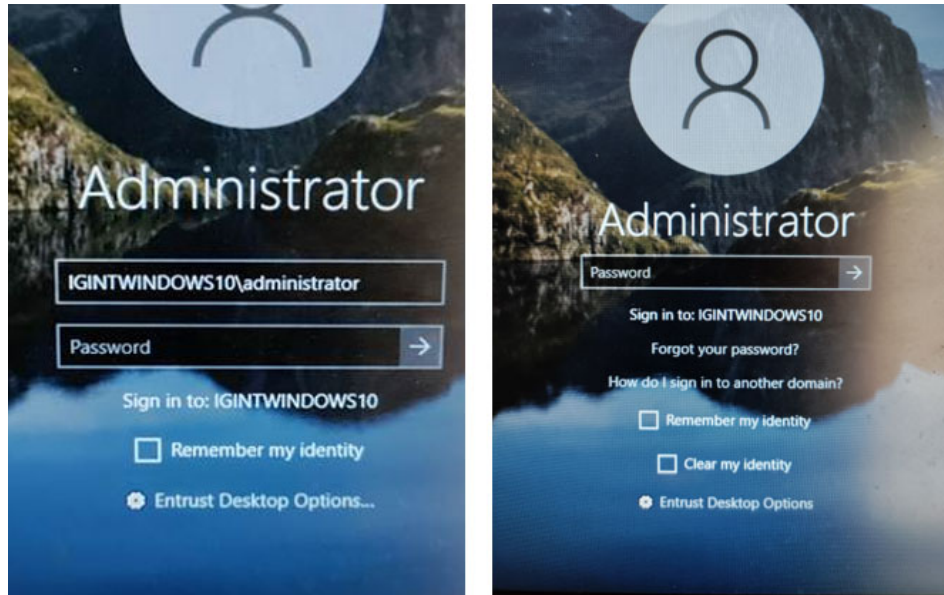 Administrator
IGINTWINDOWS10\administrator
Password
Sign in to: IGINTWINDOWS10
Remember my identity
Entrust Desktop Options...
Administrator
Password
Sign in to: IGINTWINDOWS10
Forgot your password?
How do I sign in to another domain?
Remember my identity
Clear my identity
Entrust Desktop Options